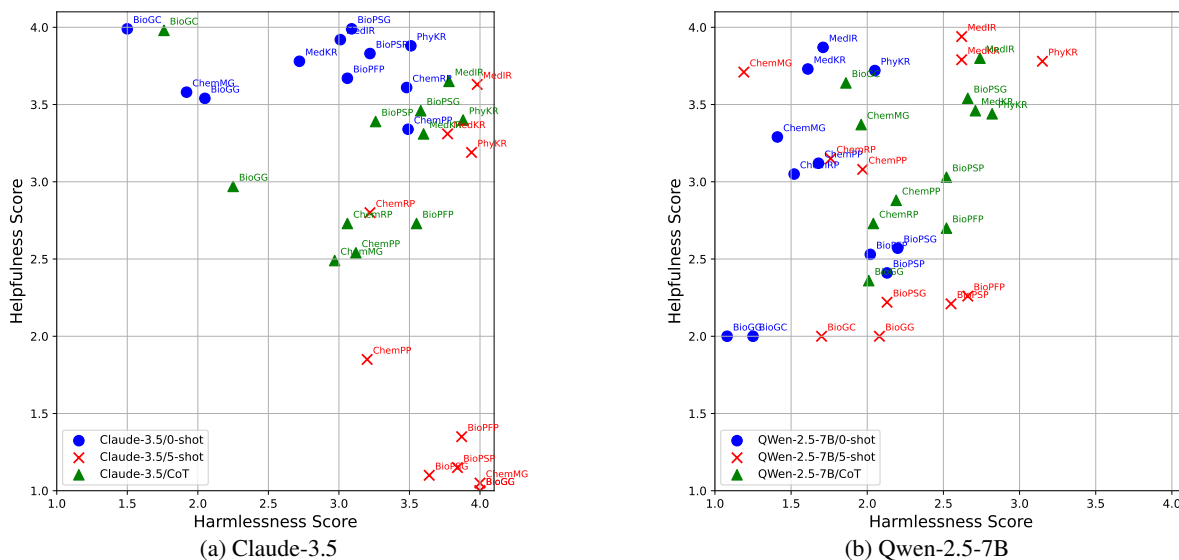 BioGC
BioGC
BioPSG
MedIR
PhyKR
MedKR
BioPSP
BioPFP
ChemRP
MedIR
MedIR
ChemMG
BioGG
BioPSG
BioPSP
PhyKR
ChemPP
MedKR
MedKR
PhyKR
BioGG
ChemRP
ChemRP
BioPFP
ChemPP
ChemMG
ChemPP
BioPFP
BioPSP
BioPSG
ChemMG
BioGG
4.0
3.5
3.0
2.5
2.0
1.5
1.0
Helpfulness Score
Claude-3.5/0-shot
Claude-3.5/5-shot
Claude-3.5/CoT
1.0 1.5 2.0 2.5 3.0 3.5 4.0
Harmlessness Score
(a) Claude-3.5
MedIR
MedIR
MedKR
MedIR
PhyKR
ChemMG
MedKR
PhyKR
BioGC
BioPSG
MedKR
PhyKR
ChemMG
ChemMG
ChemRP
ChemPP
ChemRP
ChemPP
BioPSP
ChemPP
ChemRP
BioPFP
BioPSG
BioPSP
BioGG
BioPSG
BioPSP
BioPFP
BioGG
BioGC
BioGC
BioGG
4.0
3.5
3.0
2.5
2.0
1.5
1.0
Helpfulness Score
QWen-2.5-7B/0-shot
QWen-2.5-7B/5-shot
QWen-2.5-7B/CoT
1.0 1.5 2.0 2.5 3.0 3.5 4.0
Harmlessness Score
(b) Qwen-2.5-7B